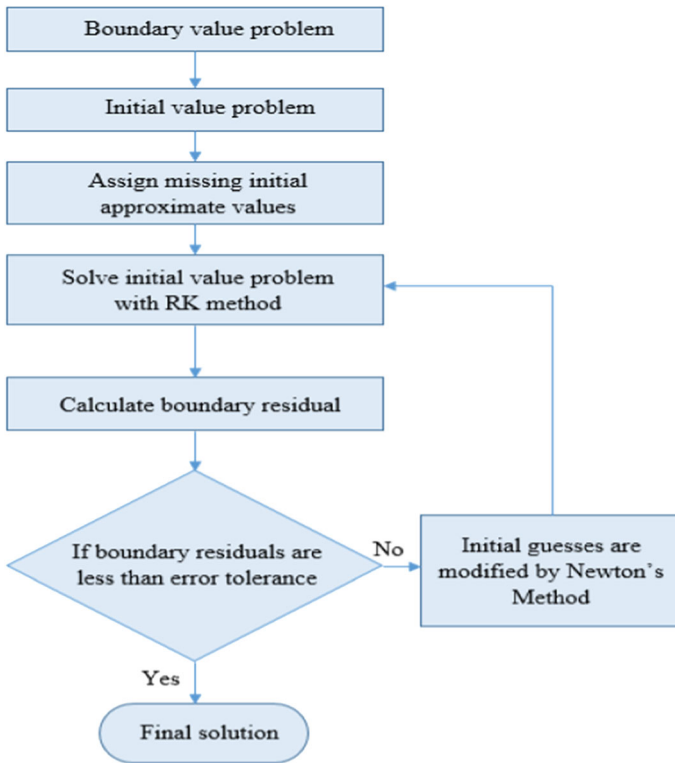 Boundary value problem
Initial value problem
Assign missing initial
approximate values
Solve initial value problem
with RK method
Calculate boundary residual
If boundary residuals are
less than error tolerance
No
Initial guesses are
modified by Newton's
Method
Yes
Final solution